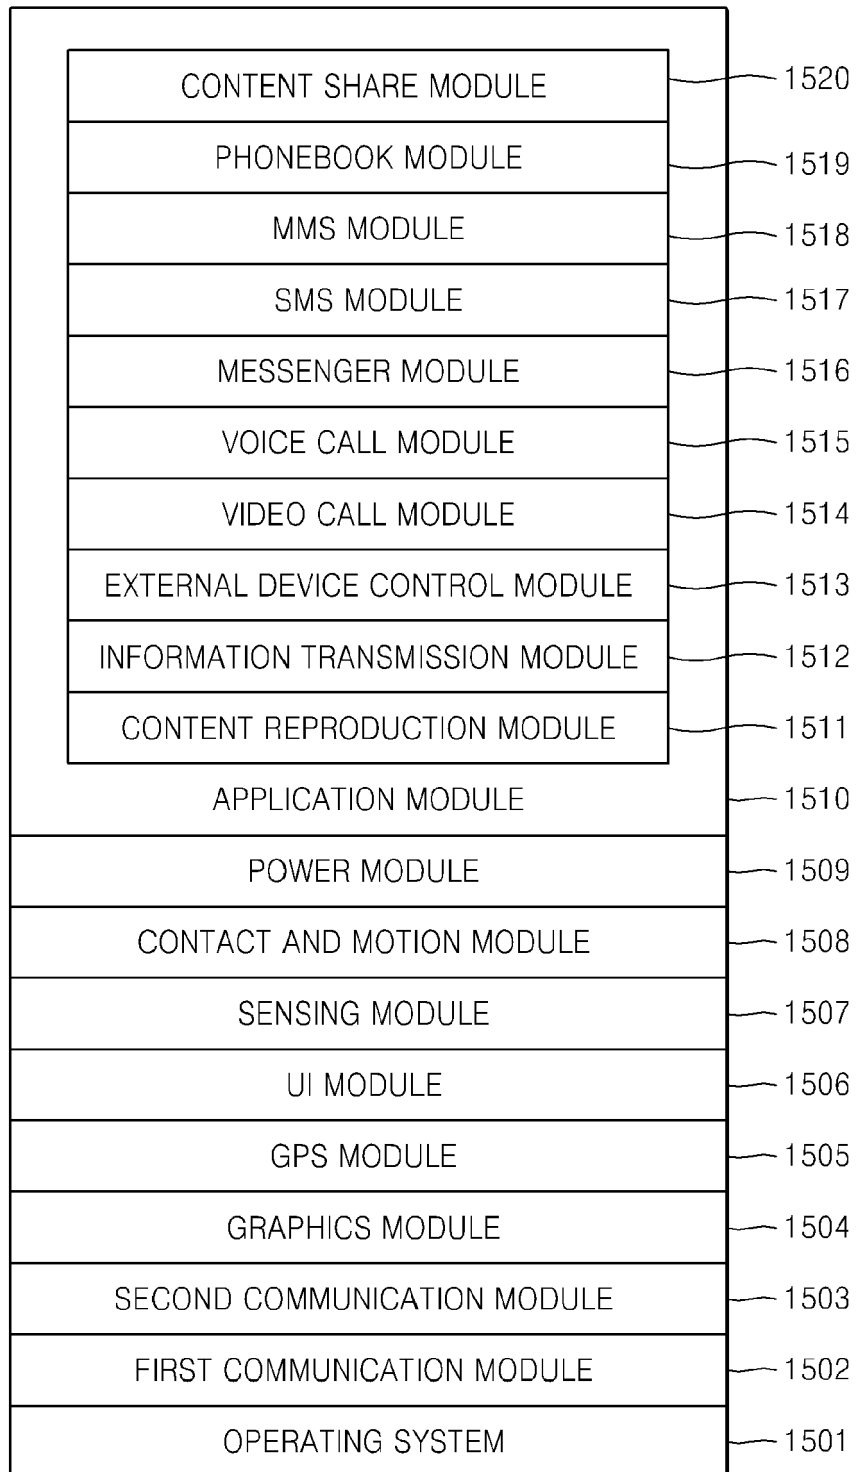 CONTENT SHARE MODULE 1520
PHONEBOOK MODULE 1519
MMS MODULE 1518
SMS MODULE 1517
MESSENGER MODULE 1516
VOICE CALL MODULE 1515
VIDEO CALL MODULE 1514
EXTERNAL DEVICE CONTROL MODULE 1513
INFORMATION TRANSMISSION MODULE 1512
CONTENT REPRODUCTION MODULE 1511
APPLICATION MODULE 1510
POWER MODULE 1509
CONTACT AND MOTION MODULE 1508
SENSING MODULE 1507
UI MODULE 1506
GPS MODULE 1505
GRAPHICS MODULE 1504
SECOND COMMUNICATION MODULE 1503
FIRST COMMUNICATION MODULE 1502
OPERATING SYSTEM 1501